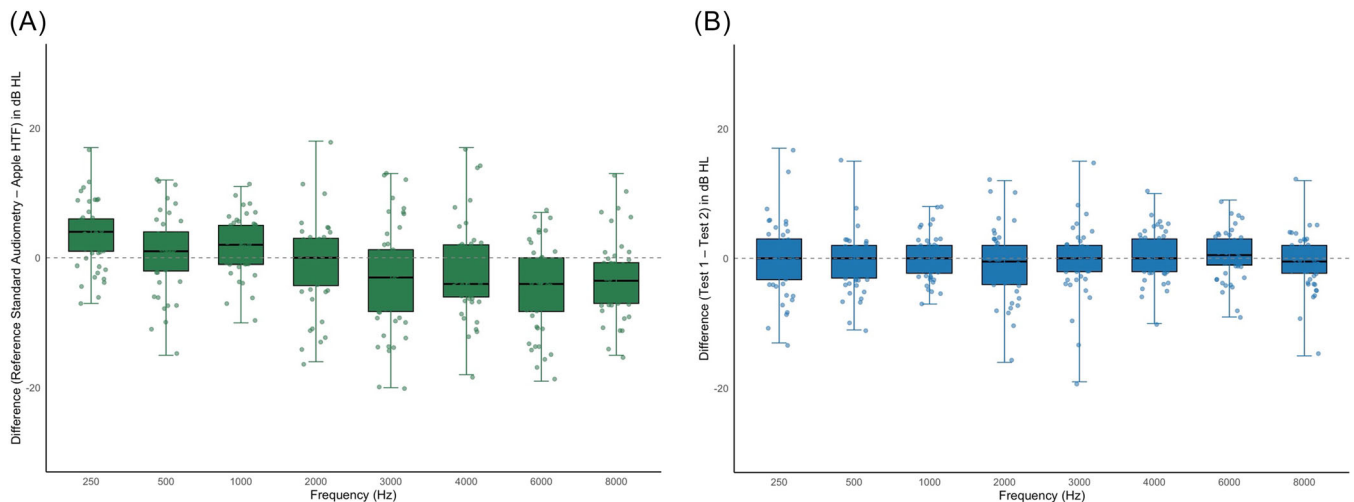 (A)
Difference (Reference Standard Audiometry – Apple HTF) in dB HL
20
0
-20
250 500 1000 2000 3000 4000 6000 8000
Frequency (Hz)
(B)
Difference (Test 1 – Test 2) in dB HL
20
0
-20
250 500 1000 2000 3000 4000 6000 8000
Frequency (Hz)